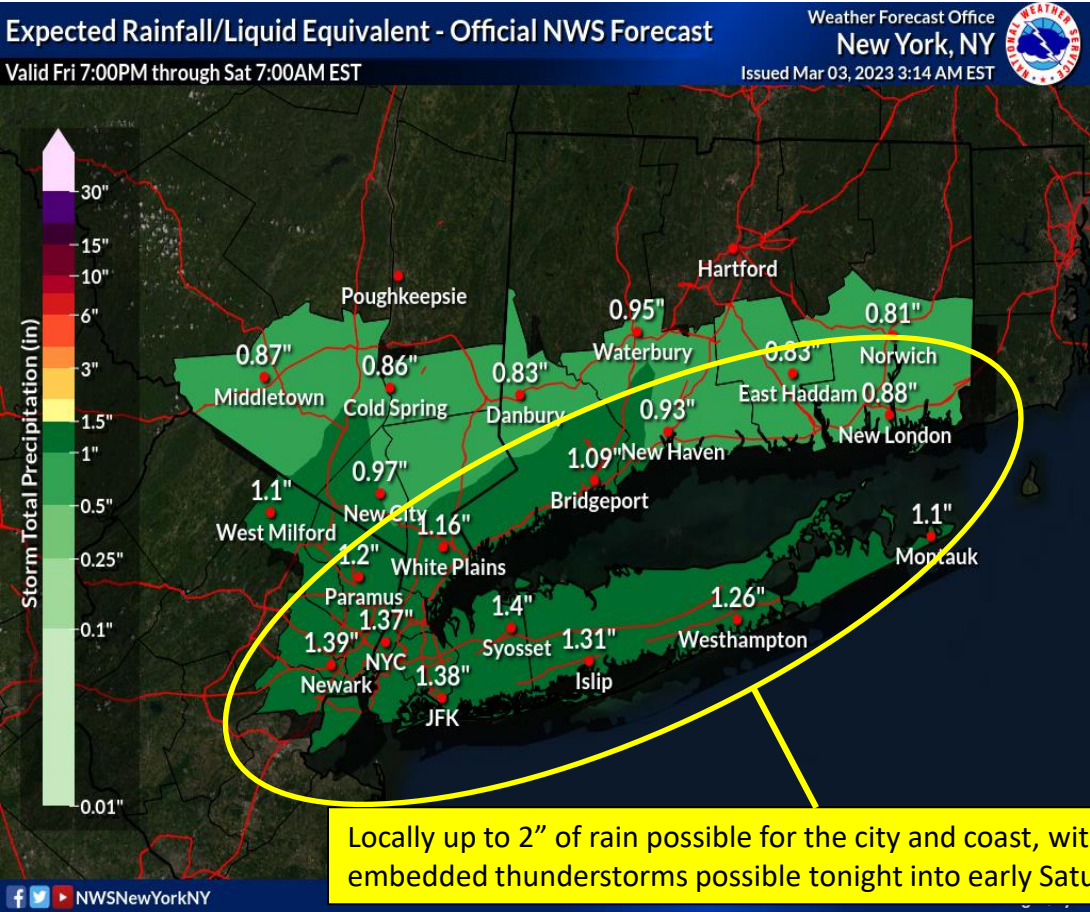 Expected Rainfall/Liquid Equivalent - Official NWS Forecast
Valid Fri 7:00PM through Sat 7:00AM EST
Weather Forecast Office
New York, NY
Issued Mar 03, 2023 3:14 AM EST
NATIONAL WEATHER SERVICE
Storm Total Precipitation (in)
30"
15"
10"
6"
3"
1.5"
1"
0.5"
0.25"
0.1"
0.01"
Hartford
Poughkeepsie
0.95"
Waterbury
0.81"
Norwich
0.87"
Middletown
0.86"
Cold Spring
0.83"
Danbury
0.83"
East Haddam
0.88"
New London
0.93"
New Haven
1.09"
Bridgeport
0.97"
New City
1.1"
West Milford
1.16"
White Plains
1.1"
Montauk
1.2"
Paramus
1.37"
NYC
1.4"
Syosset
1.26"
Westhampton
1.39"
Newark
1.31"
Islip
1.38"
JFK
Locally up to 2” of rain possible for the city and coast, wit
embedded thunderstorms possible tonight into early Satu
NWSNewYorkNY